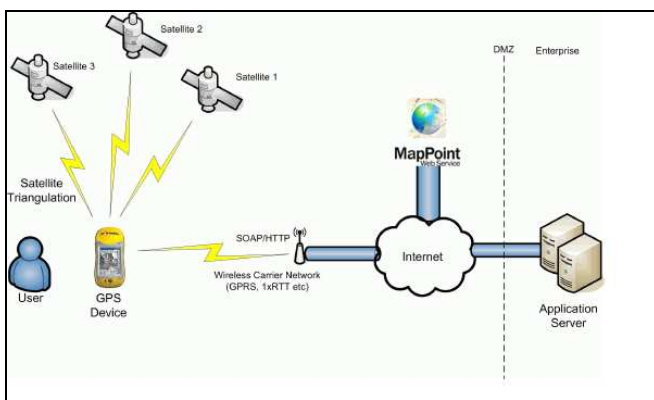 Satellite 2
Satellite 3
Satellite 1
DMZ
Enterprise
MapPoint
Web Service
Satellite
Triangulation
SOAP/HTTP
Internet
Wireless Carrier Network
(GPRS, 1xRTT etc)
User
GPS
Device
Application
Server